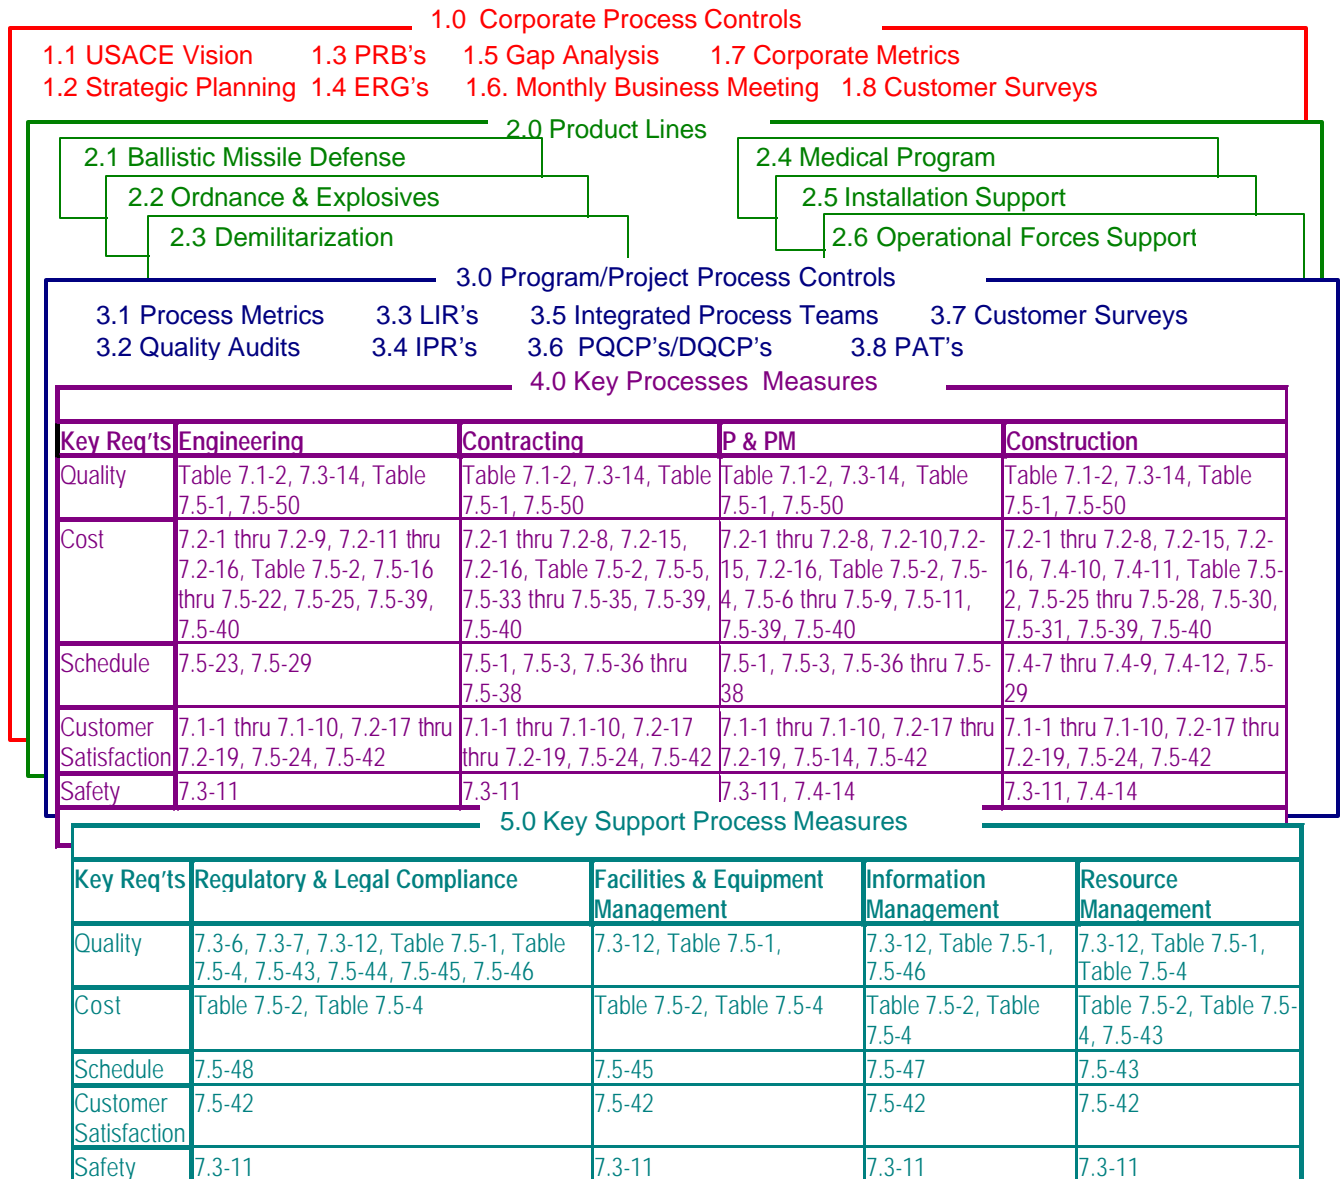 1.0 Corporate Process Controls
1.1 USACE Vision 1.3 PRB's 1.5 Gap Analysis 1.7 Corporate Metrics
1.2 Strategic Planning 1.4 ERG's 1.6. Monthly Business Meeting 1.8 Customer Surveys
2.0 Product Lines
2.1 Ballistic Missile Defense
2.4 Medical Program
2.2 Ordnance & Explosives
2.5 Installation Support
2.3 Demilitarization
2.6 Operational Forces Support
3.0 Program/Project Process Controls
3.1 Process Metrics 3.3 LIR's 3.5 Integrated Process Teams 3.7 Customer Surveys
3.2 Quality Audits 3.4 IPR's 3.6 PQCP's/DQCP's 3.8 PAT's
4.0 Key Processes Measures
Key Req'ts Engineering Contracting P & PM Construction
Quality Table 7.1-2, 7.3-14, Table Table 7.1-2, 7.3-14, Table Table 7.1-2, 7.3-14, Table Table 7.1-2, 7.3-14, Table
7.5-1, 7.5-50 7.5-1, 7.5-50 7.5-1, 7.5-50 7.5-1, 7.5-50
Cost 7.2-1 thru 7.2-9, 7.2-11 thru 7.2-1 thru 7.2-8, 7.2-15, 7.2-1 thru 7.2-8, 7.2-10,7.2- 7.2-1 thru 7.2-8, 7.2-15, 7.2-
7.2-16, Table 7.5-2, 7.5-16 7.2-16, Table 7.5-2, 7.5-5, 15, 7.2-16, Table 7.5-2, 7.5- 16, 7.4-10, 7.4-11, Table 7.5-
thru 7.5-22, 7.5-25, 7.5-39, 7.5-33 thru 7.5-35, 7.5-39, 4, 7.5-6 thru 7.5-9, 7.5-11, 2, 7.5-25 thru 7.5-28, 7.5-30,
7.5-40 7.5-40 7.5-39, 7.5-40 7.5-31, 7.5-39, 7.5-40
Schedule 7.5-23, 7.5-29 7.5-1, 7.5-3, 7.5-36 thru 7.5-1, 7.5-3, 7.5-36 thru 7.5- 7.4-7 thru 7.4-9, 7.4-12, 7.5-
7.5-38 38 29
Customer 7.1-1 thru 7.1-10, 7.2-17 thru 7.1-1 thru 7.1-10, 7.2-17 7.1-1 thru 7.1-10, 7.2-17 thru 7.1-1 thru 7.1-10, 7.2-17 thru
Satisfaction 7.2-19, 7.5-24, 7.5-42 thru 7.2-19, 7.5-24, 7.5-42 7.2-19, 7.5-14, 7.5-42 7.2-19, 7.5-24, 7.5-42
Safety 7.3-11 7.3-11 7.3-11, 7.4-14 7.3-11, 7.4-14
5.0 Key Support Process Measures
Key Req'ts Regulatory & Legal Compliance Facilities & Equipment Information Resource
Management Management Management
Quality 7.3-6, 7.3-7, 7.3-12, Table 7.5-1, Table 7.3-12, Table 7.5-1, 7.3-12, Table 7.5-1, 7.3-12, Table 7.5-1,
7.5-4, 7.5-43, 7.5-44, 7.5-45, 7.5-46 7.5-46 Table 7.5-4
Cost Table 7.5-2, Table 7.5-4 Table 7.5-2, Table 7.5-4 Table 7.5-2, Table Table 7.5-2, Table 7.5-
7.5-4 4, 7.5-43
Schedule 7.5-48 7.5-45 7.5-47 7.5-43
Customer 7.5-42 7.5-42 7.5-42 7.5-42
Satisfaction
Safety 7.3-11 7.3-11 7.3-11 7.3-11